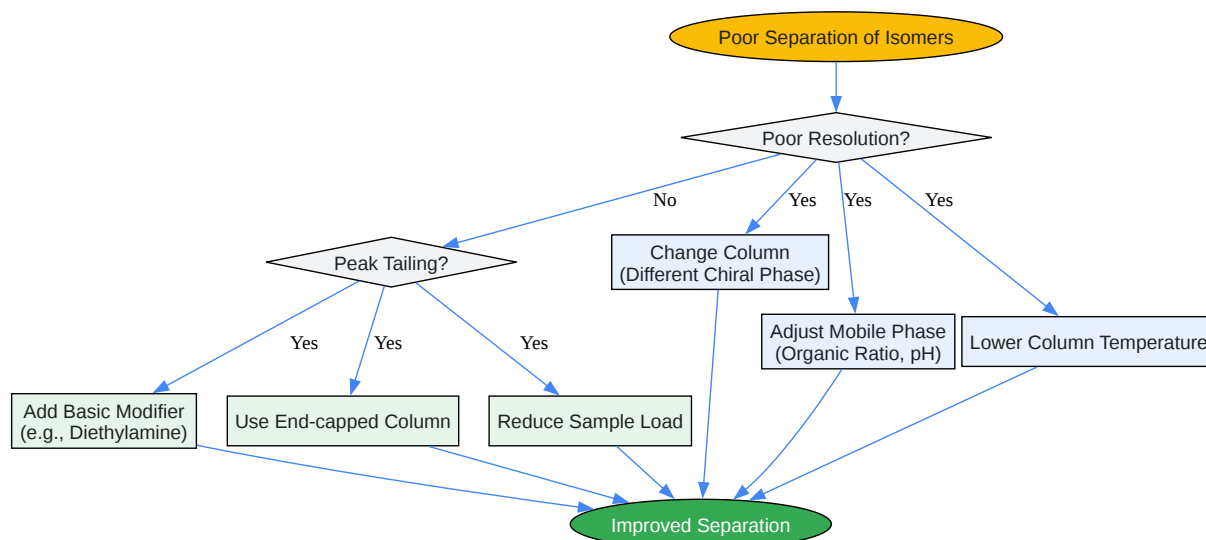 Poor Separation of Isomers
Poor Resolution?
No
Yes
Yes
Yes
Peak Tailing?
Change Column
(Different Chiral Phase)
Adjust Mobile Phase
(Organic Ratio, pH)
Lower Column Temperature
Yes
Yes
Yes
Add Basic Modifier
(e.g., Diethylamine)
Use End-capped Column
Reduce Sample Load
Improved Separation